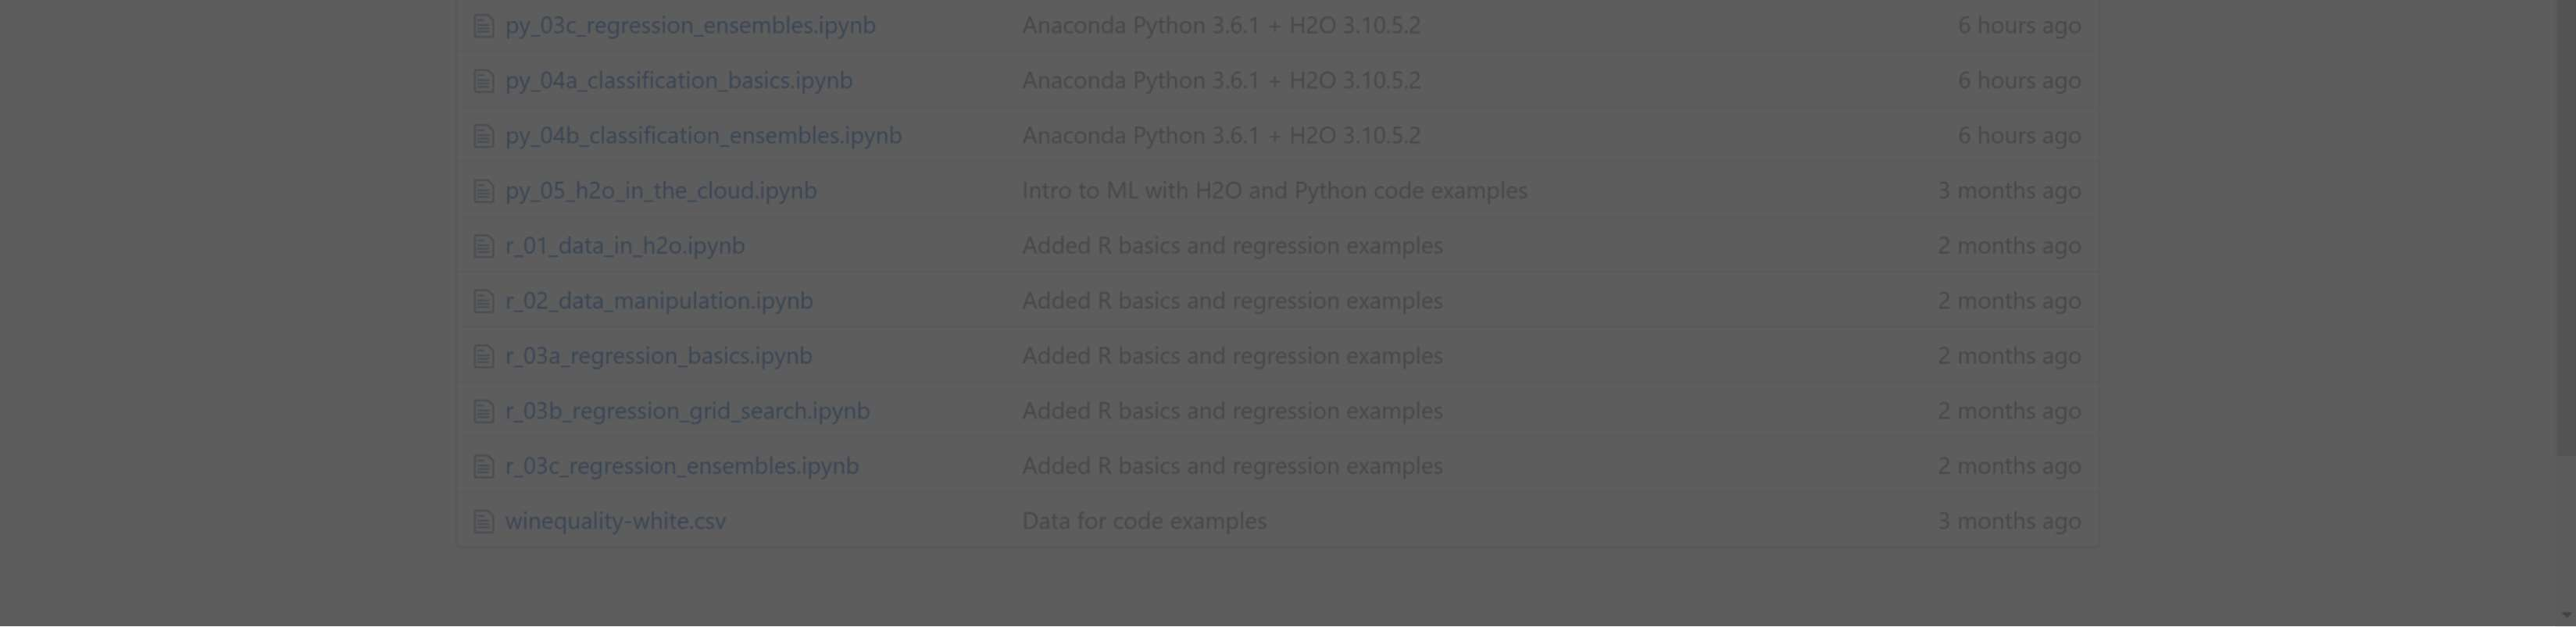 py_03c_regression_ensembles.ipynb Anaconda Python 3.6.1 + H2O 3.10.5.2 6 hours ago
py_04a_classification_basics.ipynb Anaconda Python 3.6.1 + H2O 3.10.5.2 6 hours ago
py_04b_classification_ensembles.ipynb Anaconda Python 3.6.1 + H2O 3.10.5.2 6 hours ago
py_05_h2o_in_the_cloud.ipynb Intro to ML with H2O and Python code examples 3 months ago
r_01_data_in_h2o.ipynb Added R basics and regression examples 2 months ago
r_02_data_manipulation.ipynb Added R basics and regression examples 2 months ago
r_03a_regression_basics.ipynb Added R basics and regression examples 2 months ago
r_03b_regression_grid_search.ipynb Added R basics and regression examples 2 months ago
r_03c_regression_ensembles.ipynb Added R basics and regression examples 2 months ago
winequality-white.csv Data for code examples 3 months ago